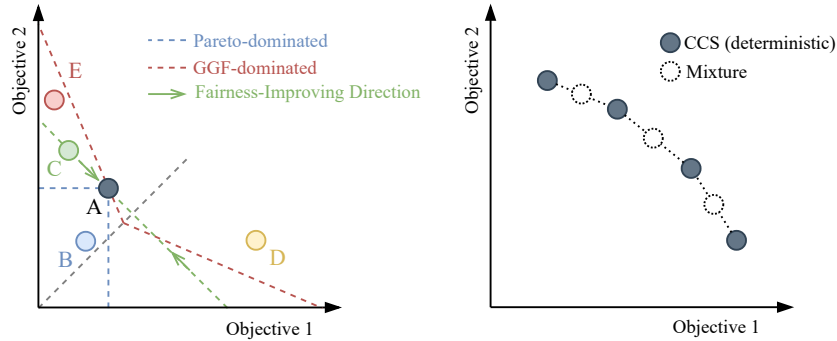 Objective 2
Pareto-dominated
GGF-dominated
Fairness-Improving Direction
E
C
A
B
D
Objective 1
Objective 2
CCS (deterministic)
Mixture
Objective 1